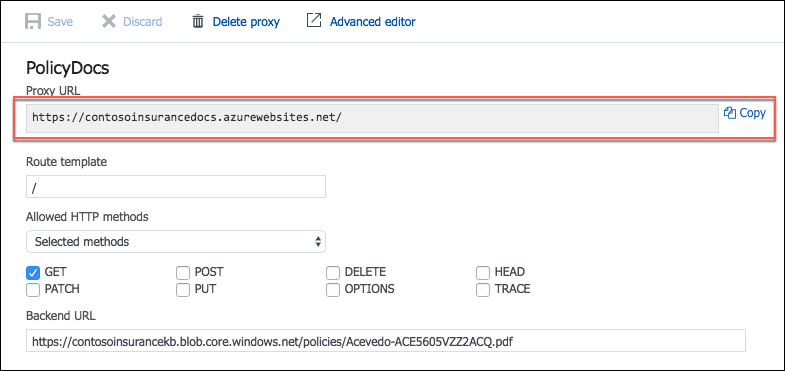 Save Discard Delete proxy Advanced editor
PolicyDocs
Proxy URL
https://contosoinsurancedocs.azurewebsites.net/ Copy
Route template
/
Allowed HTTP methods
Selected methods
GET POST DELETE HEAD
PATCH PUT OPTIONS TRACE
Backend URL
https://contosoinsurancekb.blob.core.windows.net/policies/Acevedo-ACE5605VZZ2ACQ.pdf